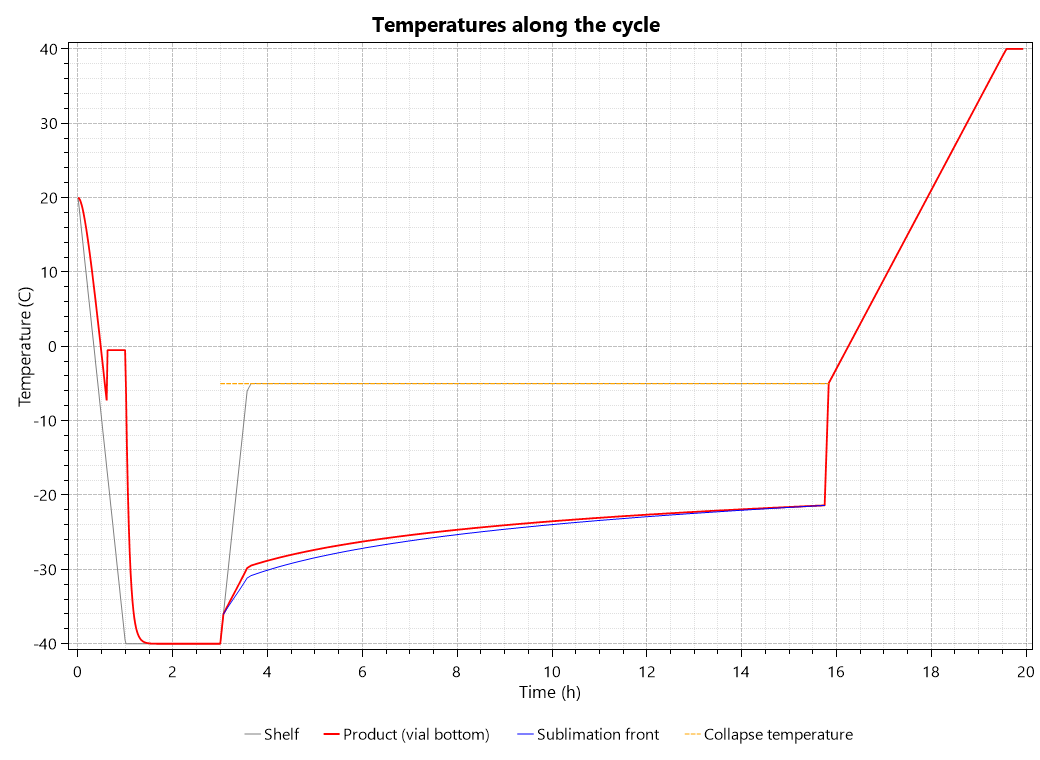 Temperatures along the cycle
Temperature (C)
40
30
20
10
0
-10
-20
-30
-40
0 2 4 6 8 10 12 14 16 18 20
Time (h)
Shelf Product (vial bottom) Sublimation front Collapse temperature